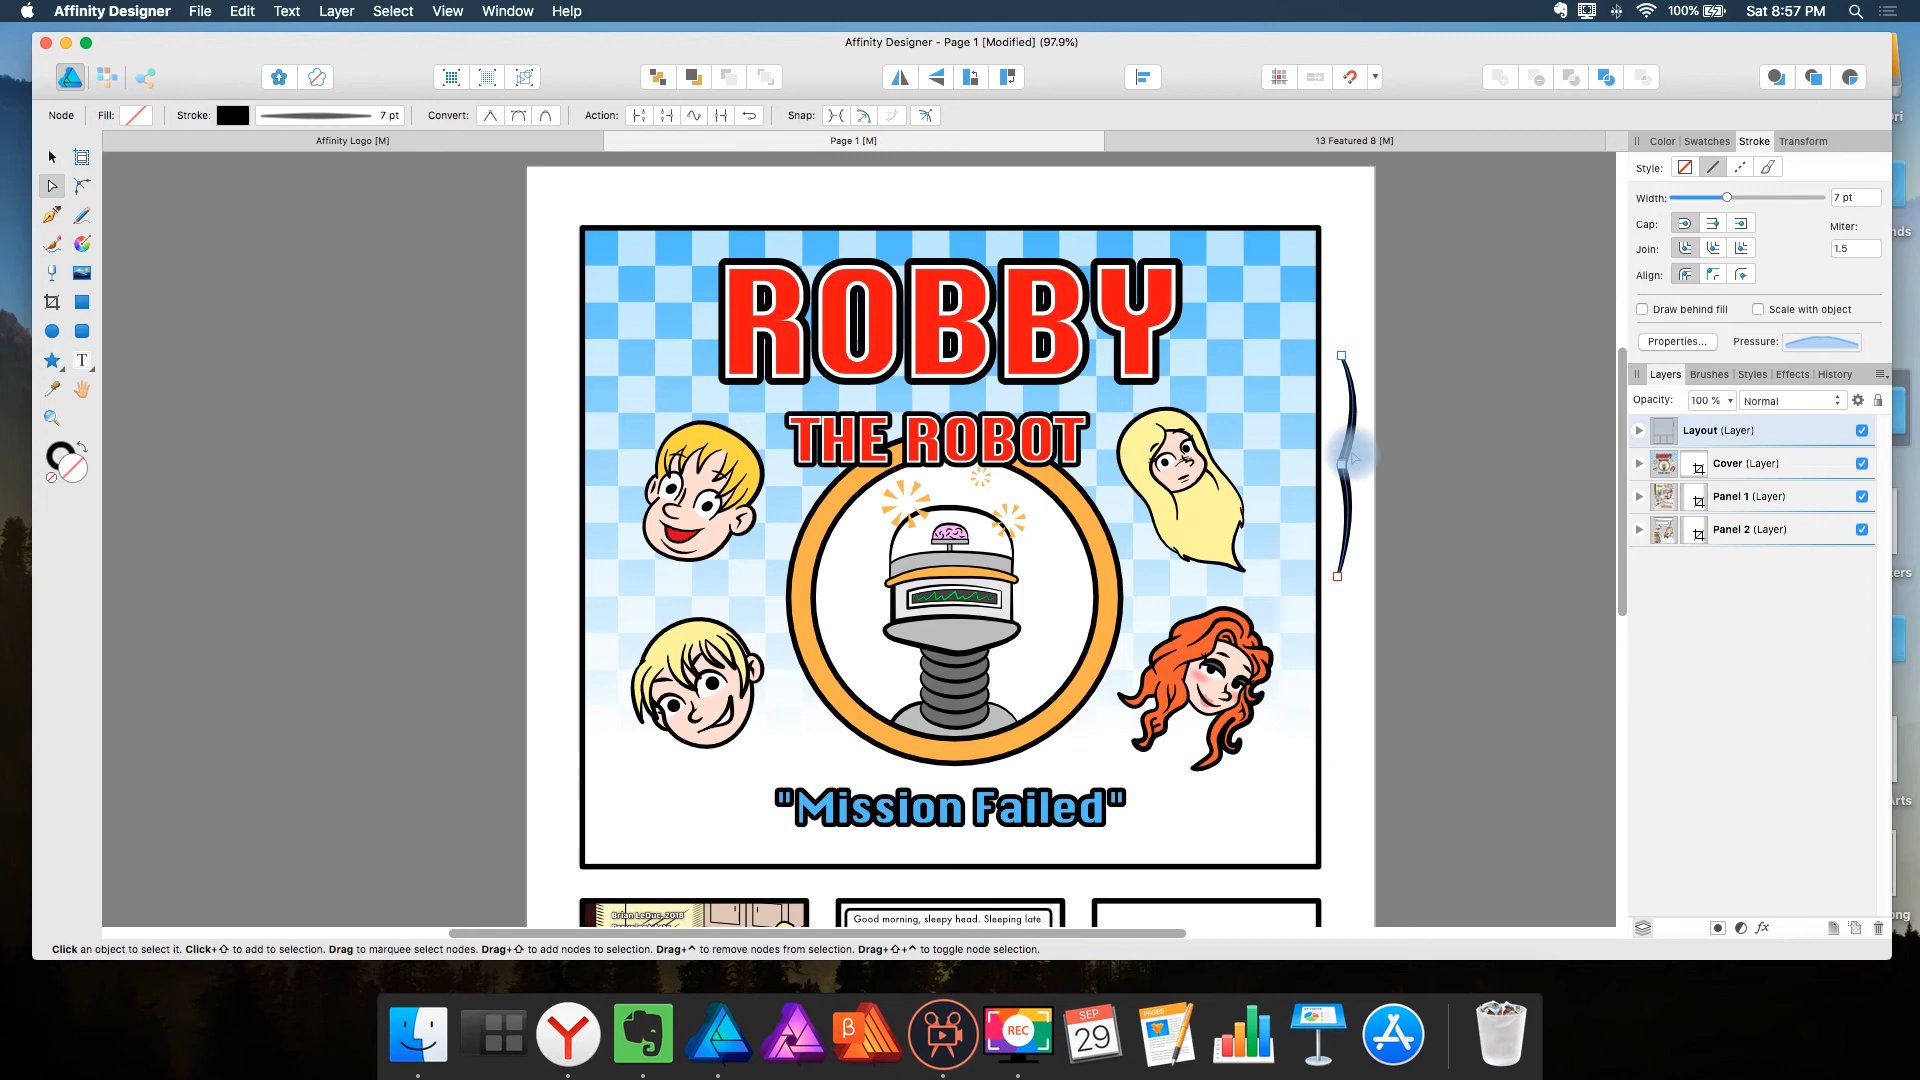 Affinity Designer File Edit Text Layer Select View Window Help 100% Sat 8:57 PM
Affinity Designer - Page 1 [Modified] (97.9%)
Node Fill: Stroke: 7 pt Convert: Action: Snap:
Affinity Logo [M] Page 1 [M] 13 Featured 8 [M]
Color Swatches Stroke Transform
Style:
Width: 7 pt
Cap: Miter:
Join: 1.5
Align:
Draw behind fill Scale with object
Properties... Pressure:
Layers Brushes Styles Effects History
Opacity: 100 % Normal
Layout (Layer)
Cover (Layer)
Panel 1 (Layer)
Panel 2 (Layer)
fx
T
ROBBY
THE ROBOT
"Mission Failed"
Brian LeDuc, 2018
Good morning, sleepy head. Sleeping late
Click an object to select it. Click+⇧ to add to selection. Drag to marquee select nodes. Drag+⇧ to add nodes to selection. Drag+^ to remove nodes from selection. Drag+⇧+^ to toggle node selection.
β
REC
SEP
29